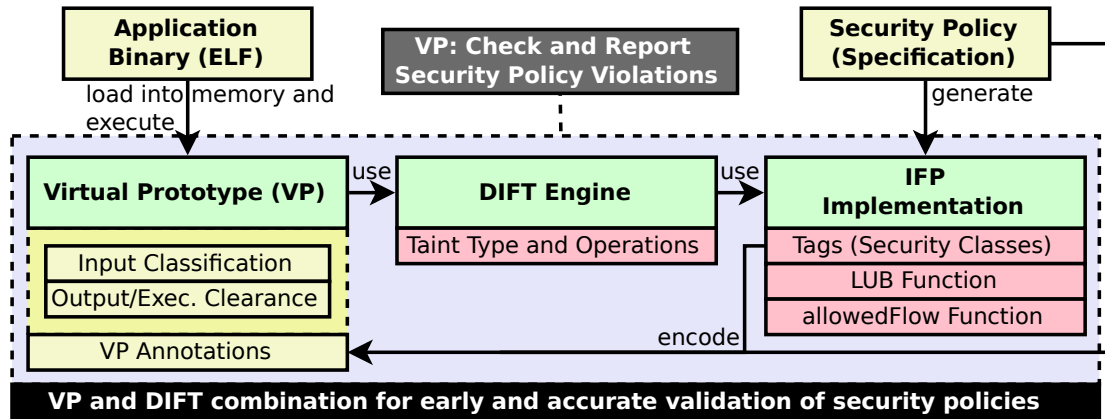 Application
Binary (ELF)
VP: Check and Report
Security Policy Violations
Security Policy
(Specification)
load into memory and
execute
generate
Virtual Prototype (VP)
use
DIFT Engine
use
IFP
Implementation
Input Classification
Output/Exec. Clearance
VP Annotations
Taint Type and Operations
Tags (Security Classes)
LUB Function
allowedFlow Function
encode
VP and DIFT combination for early and accurate validation of security policies